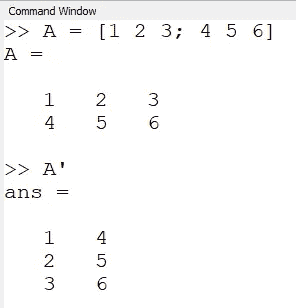 Command Window
>> A = [1 2 3; 4 5 6]
A =
1 2 3
4 5 6
>> A'
ans =
1 4
2 5
3 6